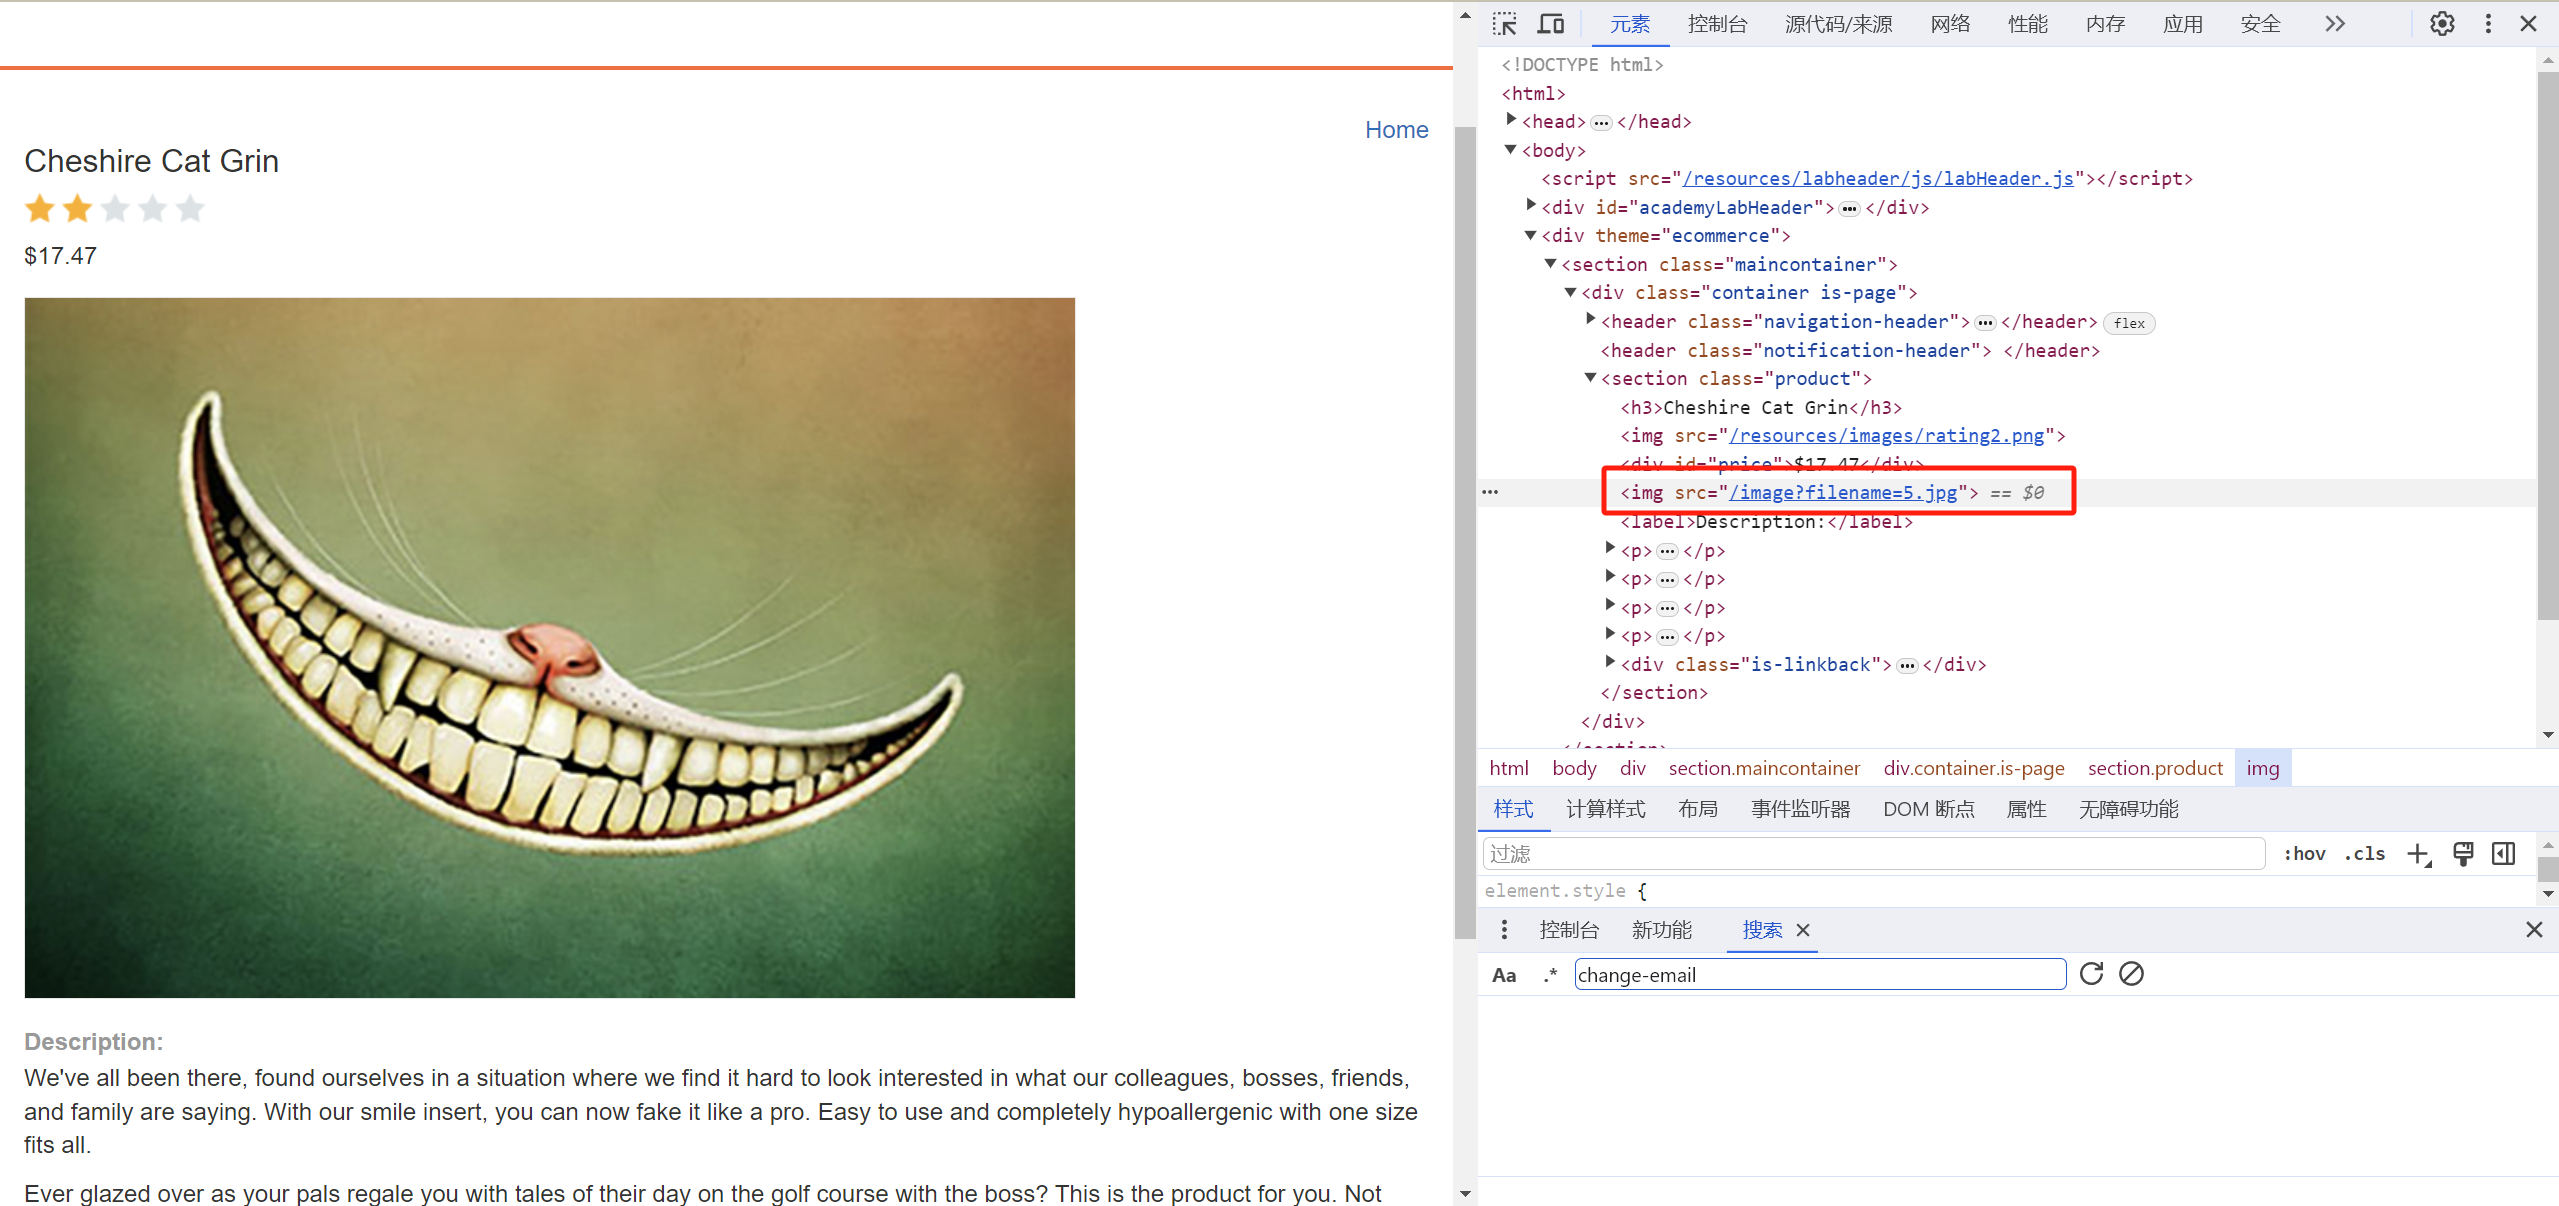 Home
Cheshire Cat Grin
$17.47
Description:
We've all been there, found ourselves in a situation where we find it hard to look interested in what our colleagues, bosses, friends,
and family are saying. With our smile insert, you can now fake it like a pro. Easy to use and completely hypoallergenic with one size
fits all.
Ever glazed over as your pals regale you with tales of their day on the golf course with the boss? This is the product for you. Not
元素 控制台 源代码/来源 网络 性能 内存 应用 安全
<!DOCTYPE html>
<html>
<head> … </head>
<body>
<script src="/resources/labheader/js/labHeader.js"></script>
<div id="academyLabHeader"> … </div>
<div theme="ecommerce">
<section class="maincontainer">
<div class="container is-page">
<header class="navigation-header"> … </header> flex
<header class="notification-header"> </header>
<section class="product">
<h3>Cheshire Cat Grin</h3>
<img src="/resources/images/rating2.png">
<div id="price">$17.47</div>
<img src="/image?filename=5.jpg"> == $0
<label>Description:</label>
<p> … </p>
<p> … </p>
<p> … </p>
<p> … </p>
<div class="is-linkback"> … </div>
</section>
</div>
</section>
html body div section.maincontainer div.container.is-page section.product img
样式 计算样式 布局 事件监听器 DOM 断点 属性 无障碍功能
过滤 :hov .cls
element.style {
控制台 新功能 搜索
Aa .* change-email